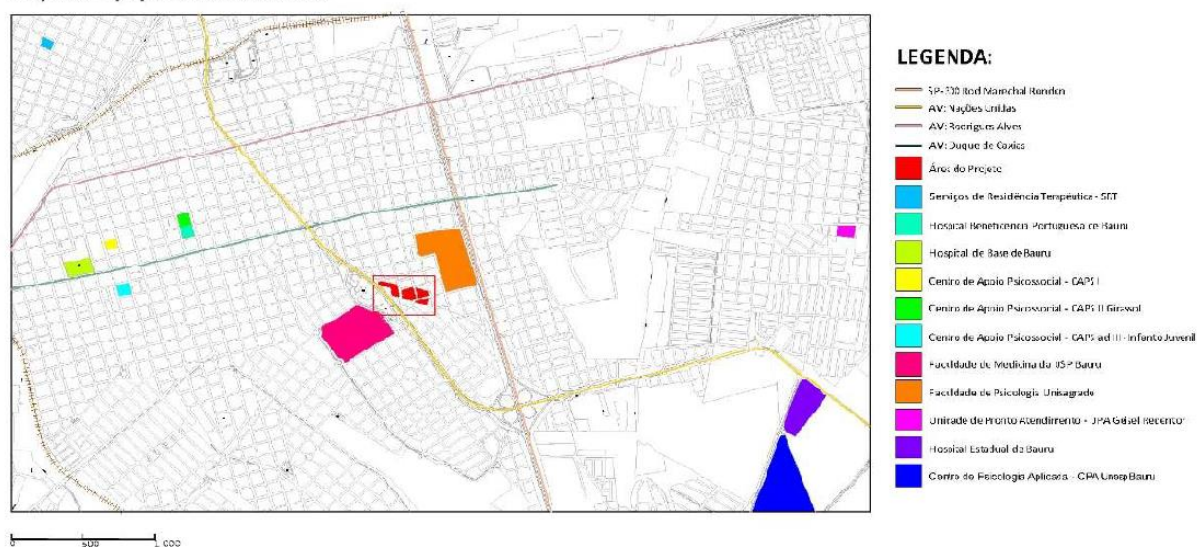 LEGENDA:
SP-300 Rod Marechal Rondon
AV: Nações Unidas
AV: Rodrigues Alves
AV: Duque de Caxias
Área do Projeto
Serviços de Residência Terapêutica - SRT
Hospital Beneficência Portuguesa de Bauru
Hospital de Base de Bauru
Centro de Apoio Psicossocial - CAPS I
Centro de Apoio Psicossocial - CAPS II Girassol
Centro de Apoio Psicossocial - CAPS ad III - Infanto Juvenil
Faculdade de Medicina da USP Bauru
Faculdade de Psicologia Unisagrado
Unidade de Pronto Atendimento - UPA Geisel Redentor
Hospital Estadual de Bauru
Centro de Psicologia Aplicada - CPA Unesp Bauru
0 500 1.000